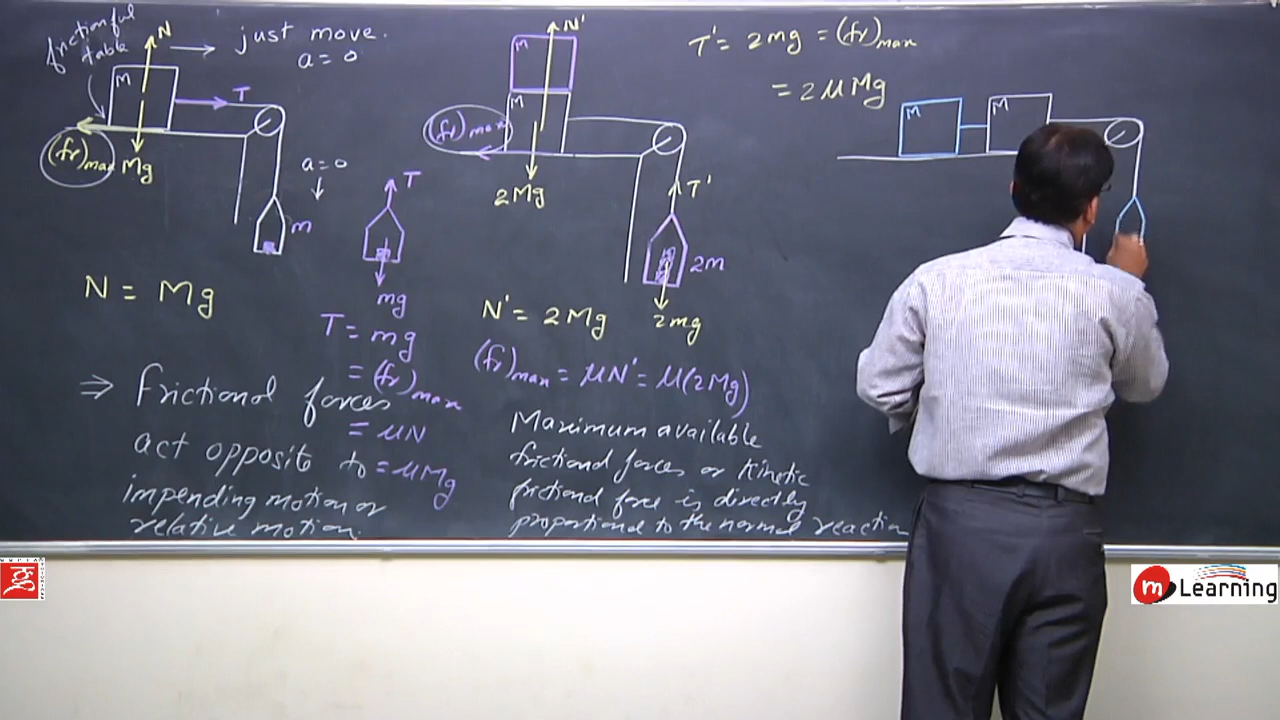 frictionful
table
N
→ just move.
a = 0
M
T
(fr)max
Mg
a = 0
m
T
mg
N = Mg
T = mg
= (fr)max
= μN
= μMg
⇒ Frictional forces
act opposite to
impending motion or
relative motion.
N'
M
M
(fr)max
2Mg
T'
2m
2mg
N' = 2Mg
(fr)max = μN' = μ(2Mg)
Maximum available
frictional forces or Kinetic
frictional force is directly
proportional to the normal reaction
T' = 2mg = (fr)max
= 2μMg
M
M
m Learning